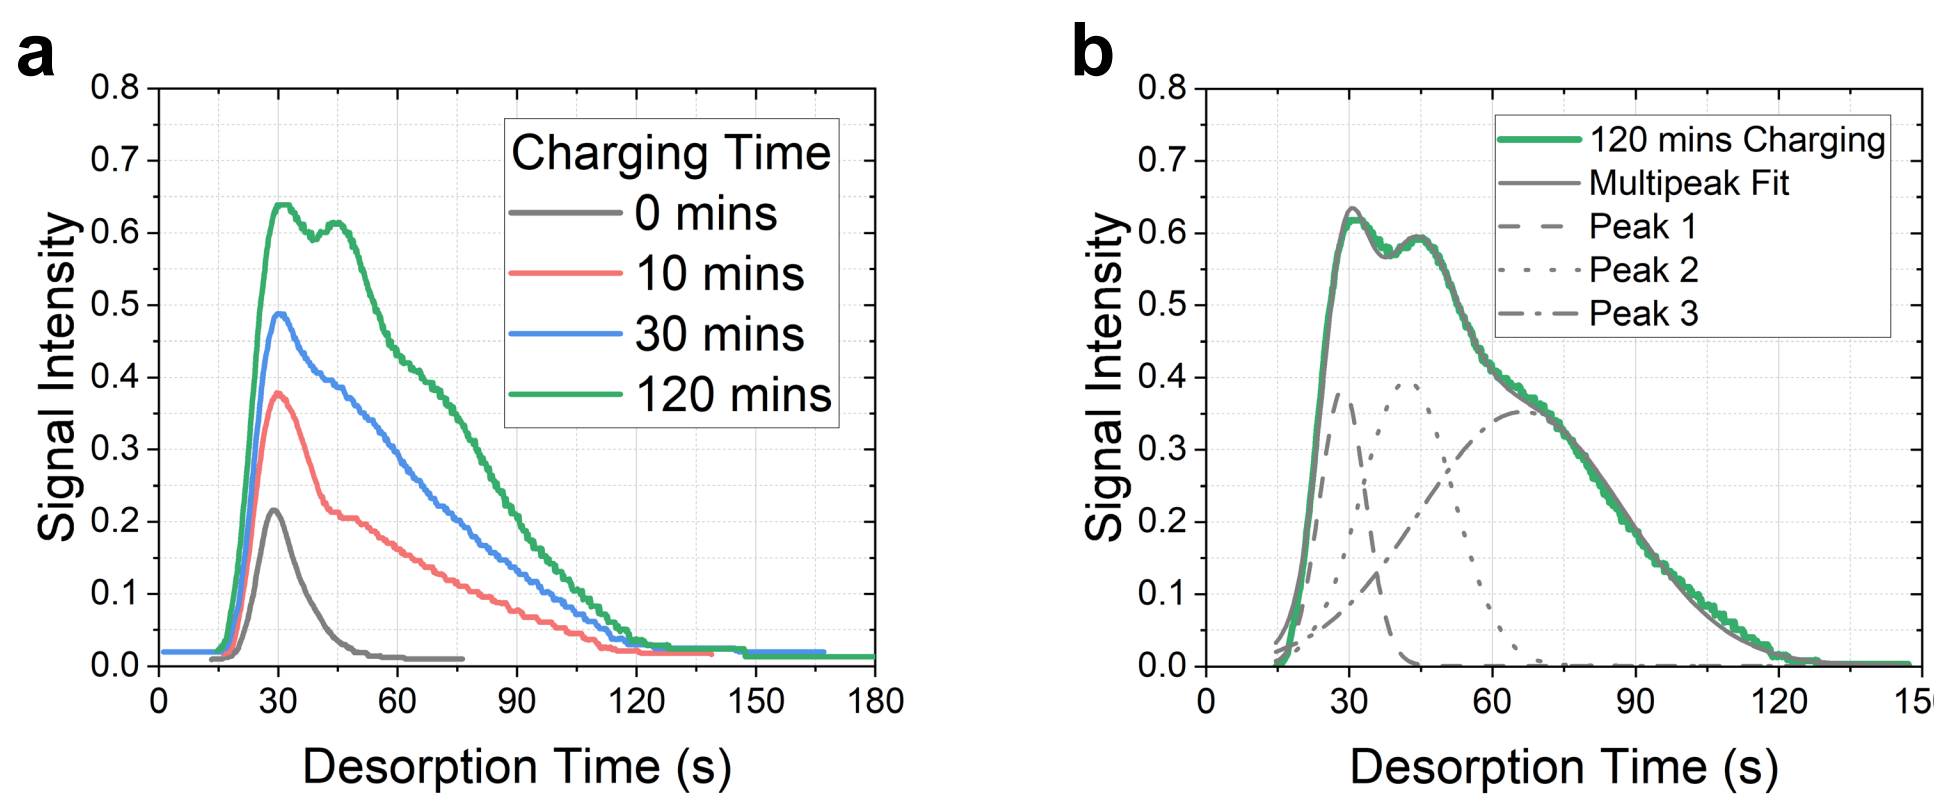 a
Signal Intensity
0.8
0.7
0.6
0.5
0.4
0.3
0.2
0.1
0.0
0 30 60 90 120 150 180
Desorption Time (s)
Charging Time
0 mins
10 mins
30 mins
120 mins
b
Signal Intensity
0.8
0.7
0.6
0.5
0.4
0.3
0.2
0.1
0.0
0 30 60 90 120 15
Desorption Time (s)
120 mins Charging
Multipeak Fit
Peak 1
Peak 2
Peak 3